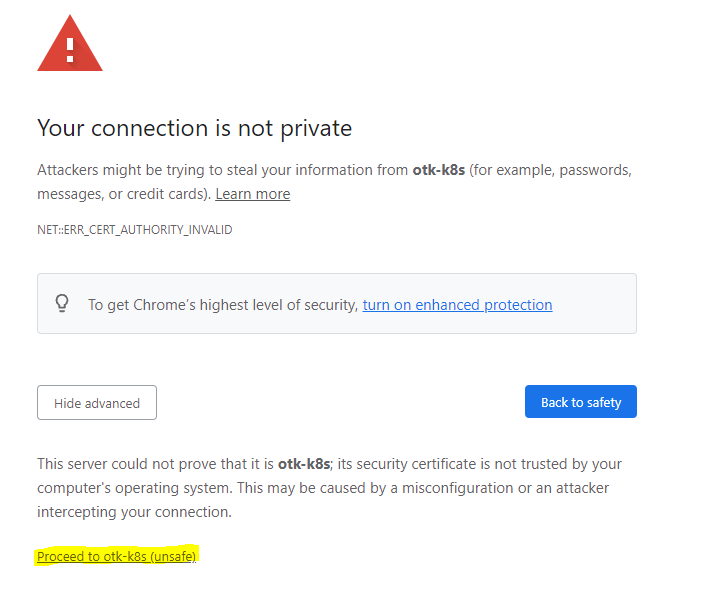 Your connection is not private
Attackers might be trying to steal your information from otk-k8s (for example, passwords,
messages, or credit cards). Learn more
NET::ERR_CERT_AUTHORITY_INVALID
To get Chrome's highest level of security, turn on enhanced protection
Hide advanced
Back to safety
This server could not prove that it is otk-k8s; its security certificate is not trusted by your
computer's operating system. This may be caused by a misconfiguration or an attacker
intercepting your connection.
Proceed to otk-k8s (unsafe)